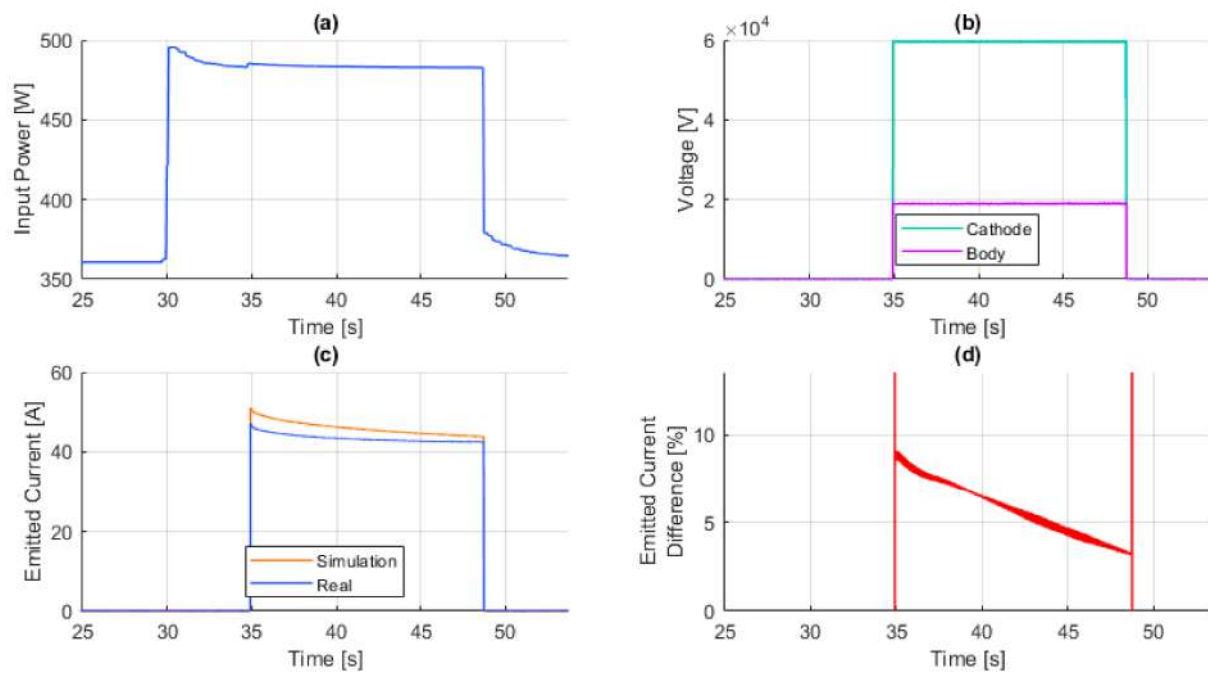 (a)
500
450
400
350
Input Power [W]
25 30 35 40 45 50
Time [s]
(b)
×10⁴
6
4
2
0
Voltage [V]
Cathode
Body
25 30 35 40 45 50
Time [s]
(c)
60
40
20
0
Emitted Current [A]
Simulation
Real
25 30 35 40 45 50
Time [s]
(d)
10
5
0
Emitted Current
Difference [%]
25 30 35 40 45 50
Time [s]